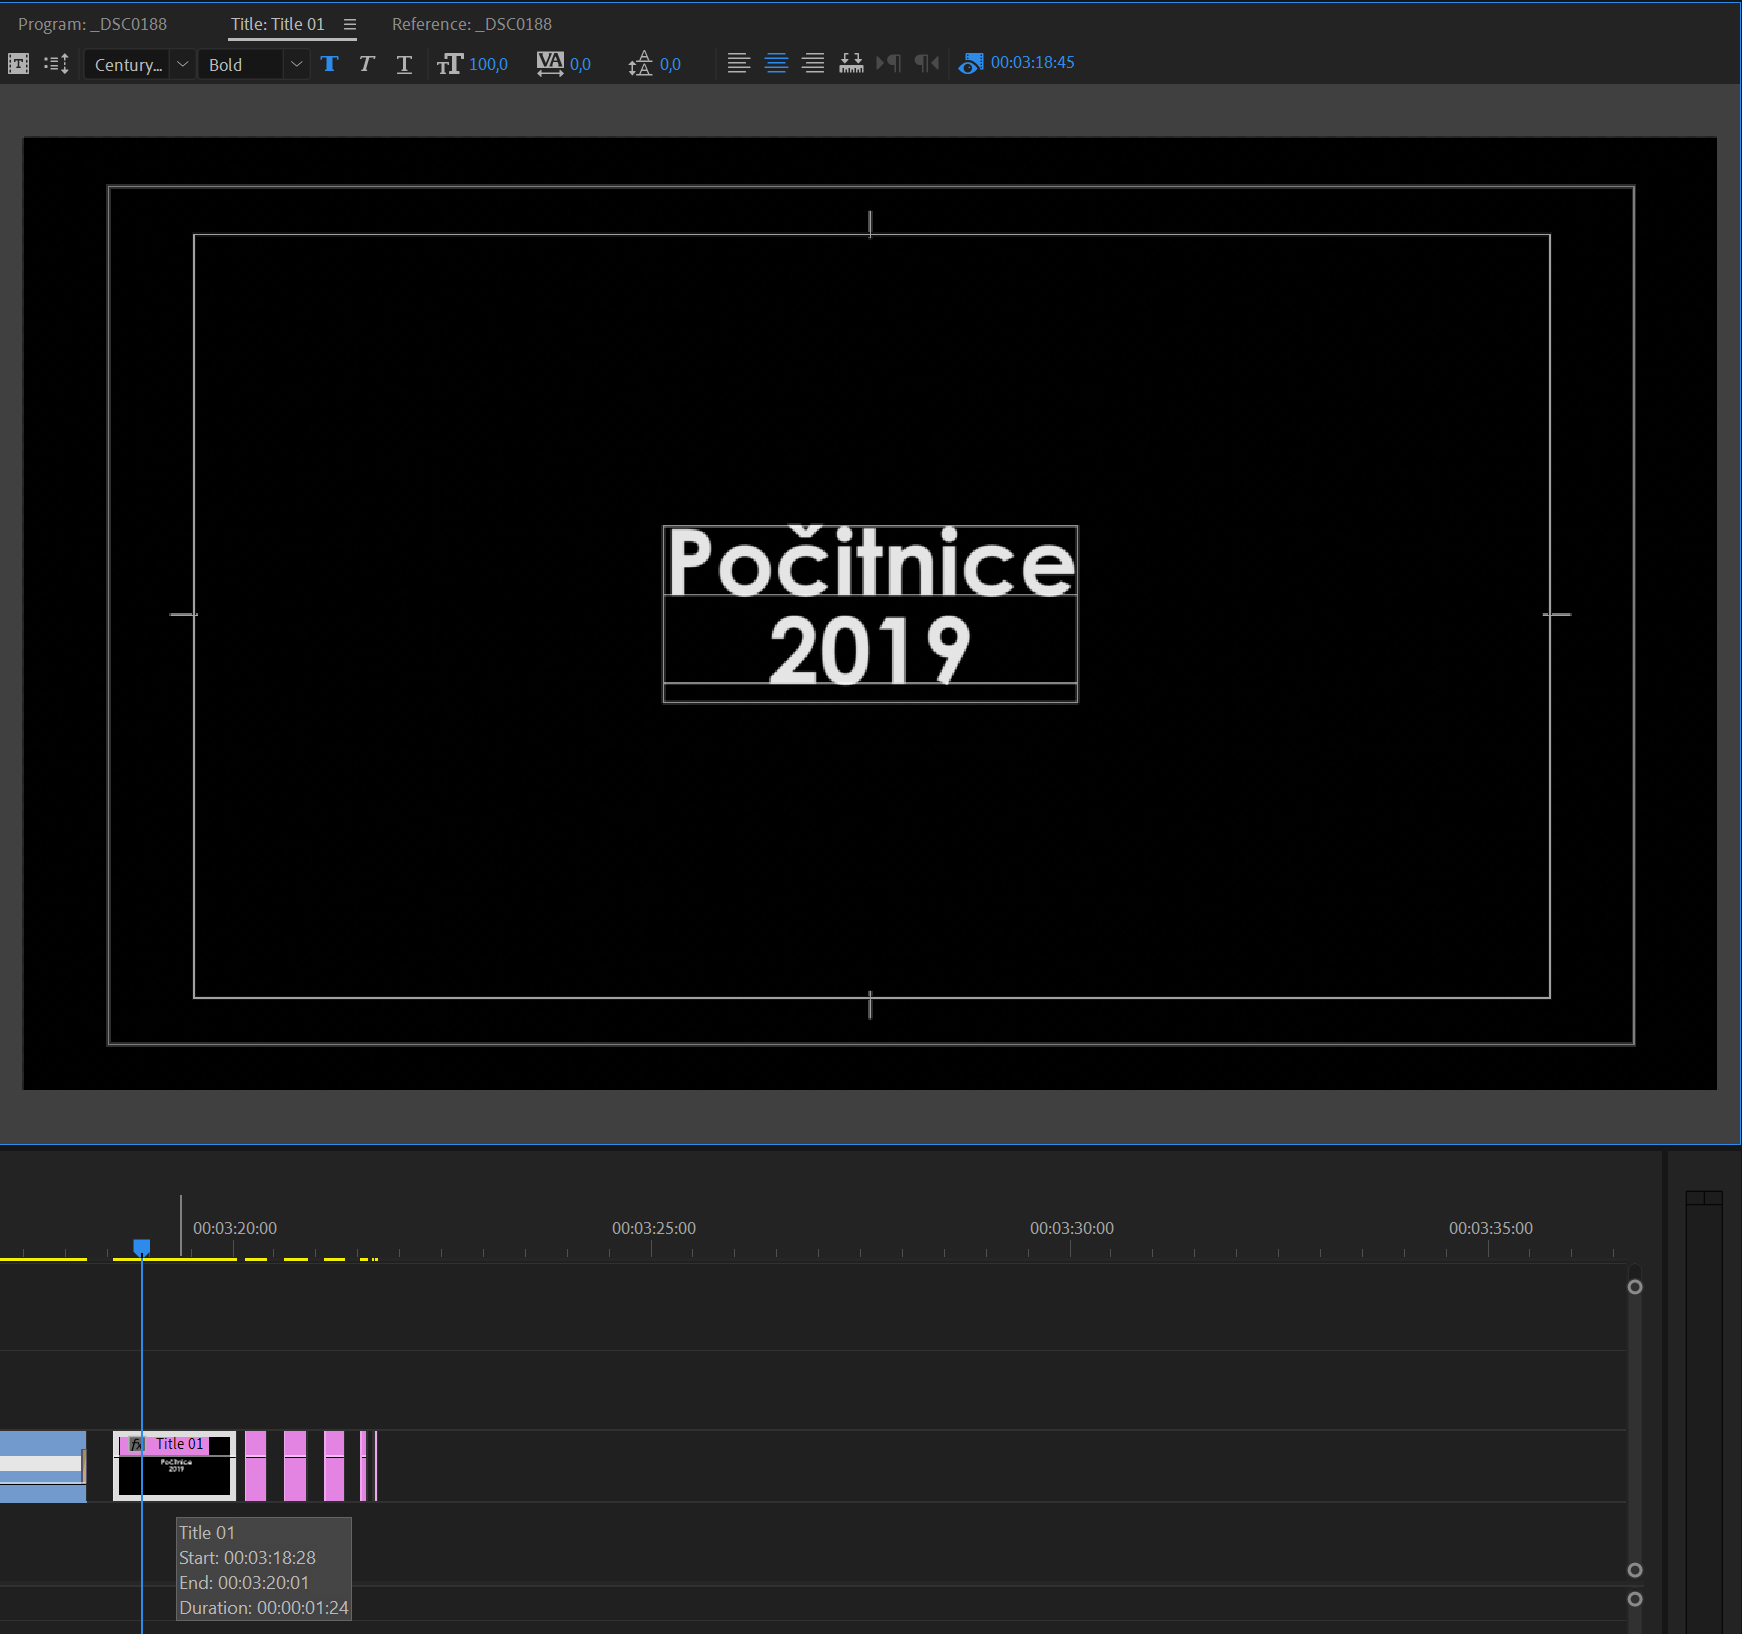 Program: _DSC0188
Title: Title 01
Reference: _DSC0188
Century...
Bold
T T T
TT 100,0
VA 0,0
A A 0,0
00:03:18:45
Počitnice
2019
00:03:20:00
00:03:25:00
00:03:30:00
00:03:35:00
fx Title 01
Počitnice
2019
Title 01
Start: 00:03:18:28
End: 00:03:20:01
Duration: 00:00:01:24